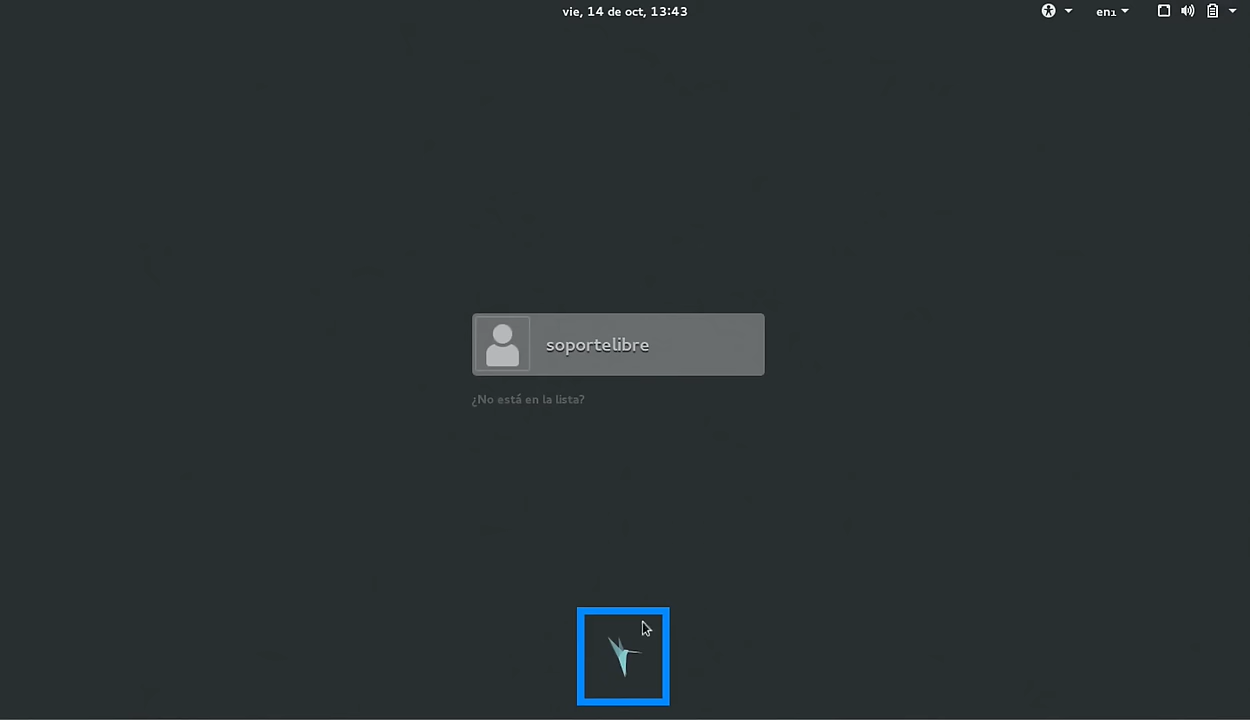 vie, 14 de oct, 13:43
en₁
soportelibre
¿No está en la lista?